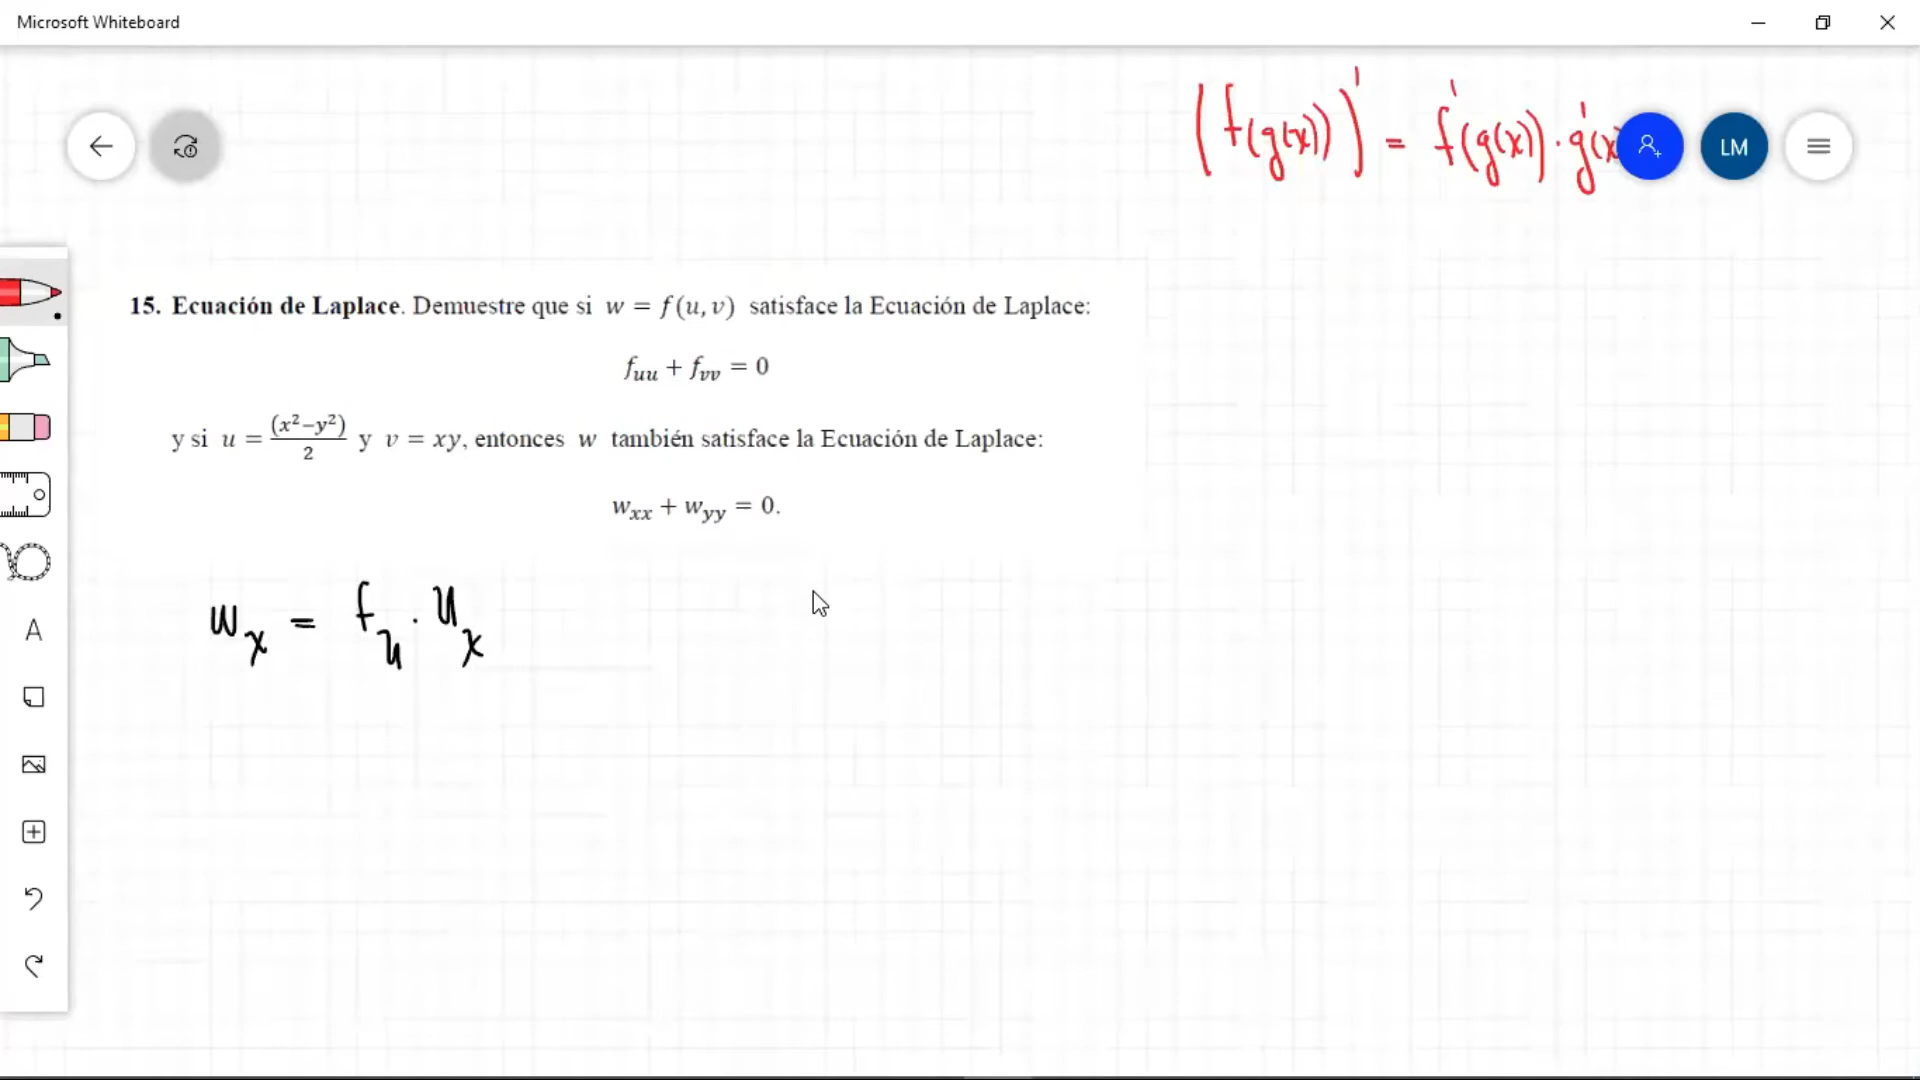 Microsoft Whiteboard
(f(g(x)))' = f'(g(x)) · g'(x
LM
15. Ecuación de Laplace. Demuestre que si w = f(u, v) satisface la Ecuación de Laplace:
f_uu + f_vv = 0
y si u = (x²−y²)/2 y v = xy, entonces w también satisface la Ecuación de Laplace:
w_xx + w_yy = 0.
w_x = f_u · u_x
A